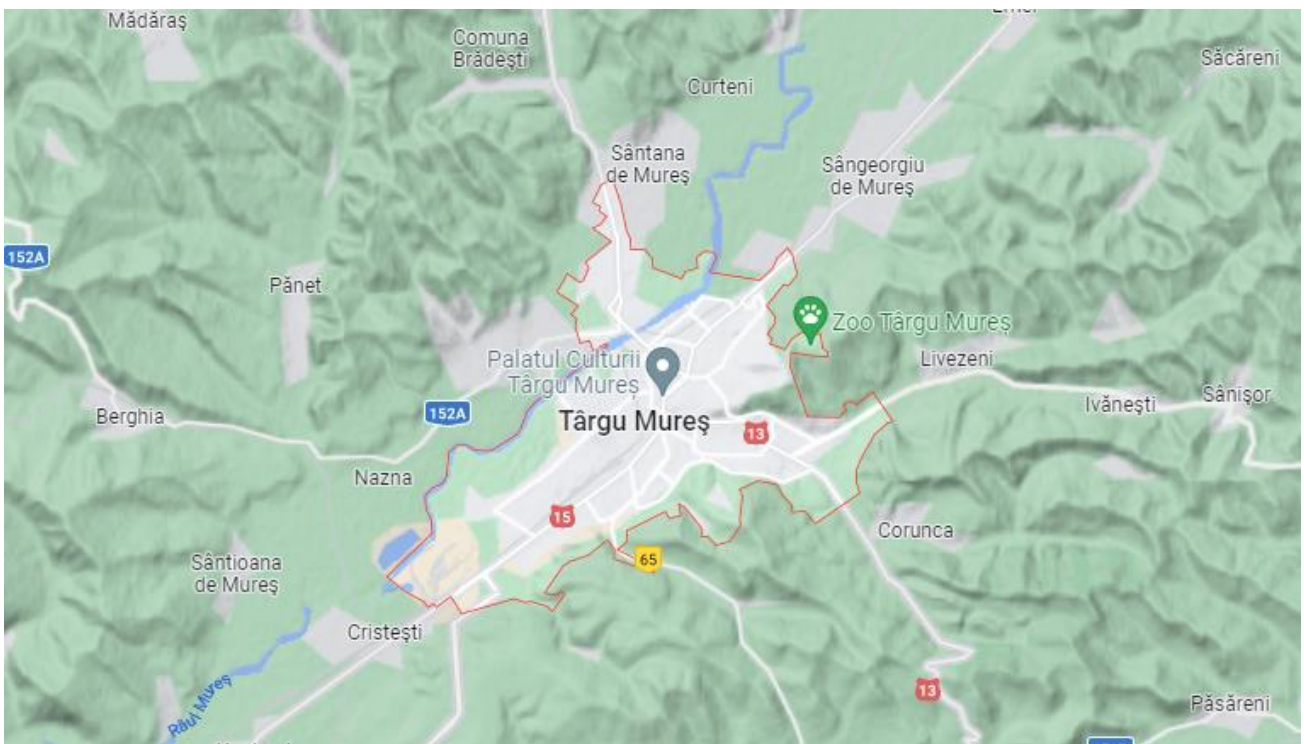 Mădăraş
Comuna
Brădeşti
Săcăreni
Curteni
Sântana
de Mureş
Sângeorgiu
de Mureş
152A
Pănet
Zoo Târgu Mureş
Palatul Culturii
Târgu Mureş
Livezeni
Sânişor
Ivăneşti
152A
Berghia
Târgu Mureş
13
Nazna
15
Corunca
65
Sântioana
de Mureş
Cristeşti
13
Râul Mureş
Păsăreni